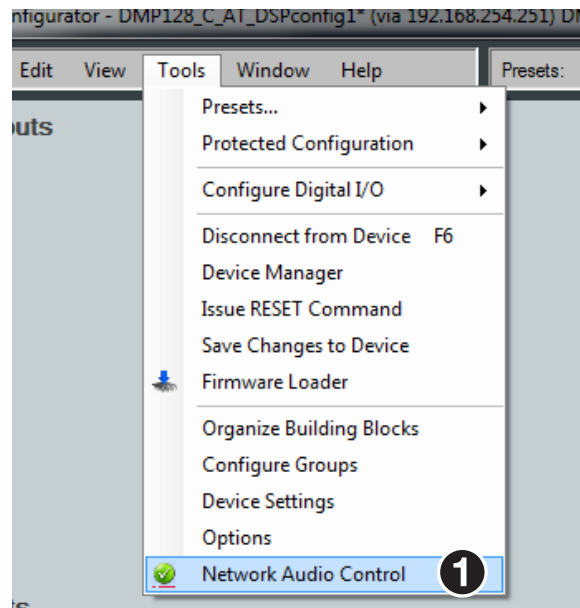 nfigurator - DMP128_C_AT_DSPconfig1* (via 192.168.254.251) DM
Edit View Tools Window Help Presets:
uts
Presets...
Protected Configuration
Configure Digital I/O
Disconnect from Device F6
Device Manager
Issue RESET Command
Save Changes to Device
Firmware Loader
Organize Building Blocks
Configure Groups
Device Settings
Options
Network Audio Control 1